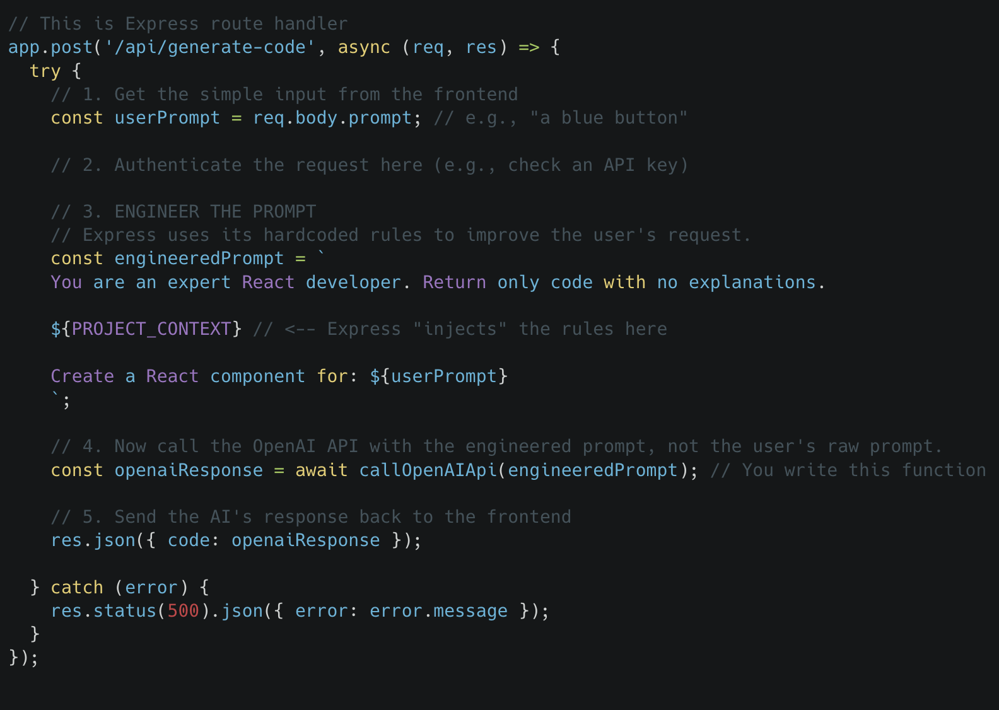 // This is Express route handler
app.post('/api/generate-code', async (req, res) => {
  try {
    // 1. Get the simple input from the frontend
    const userPrompt = req.body.prompt; // e.g., "a blue button"

    // 2. Authenticate the request here (e.g., check an API key)

    // 3. ENGINEER THE PROMPT
    // Express uses its hardcoded rules to improve the user's request.
    const engineeredPrompt = `
    You are an expert React developer. Return only code with no explanations.

    ${PROJECT_CONTEXT} // <-- Express "injects" the rules here

    Create a React component for: ${userPrompt}
    `;

    // 4. Now call the OpenAI API with the engineered prompt, not the user's raw prompt.
    const openaiResponse = await callOpenAIApi(engineeredPrompt); // You write this function

    // 5. Send the AI's response back to the frontend
    res.json({ code: openaiResponse });

  } catch (error) {
    res.status(500).json({ error: error.message });
  }
});